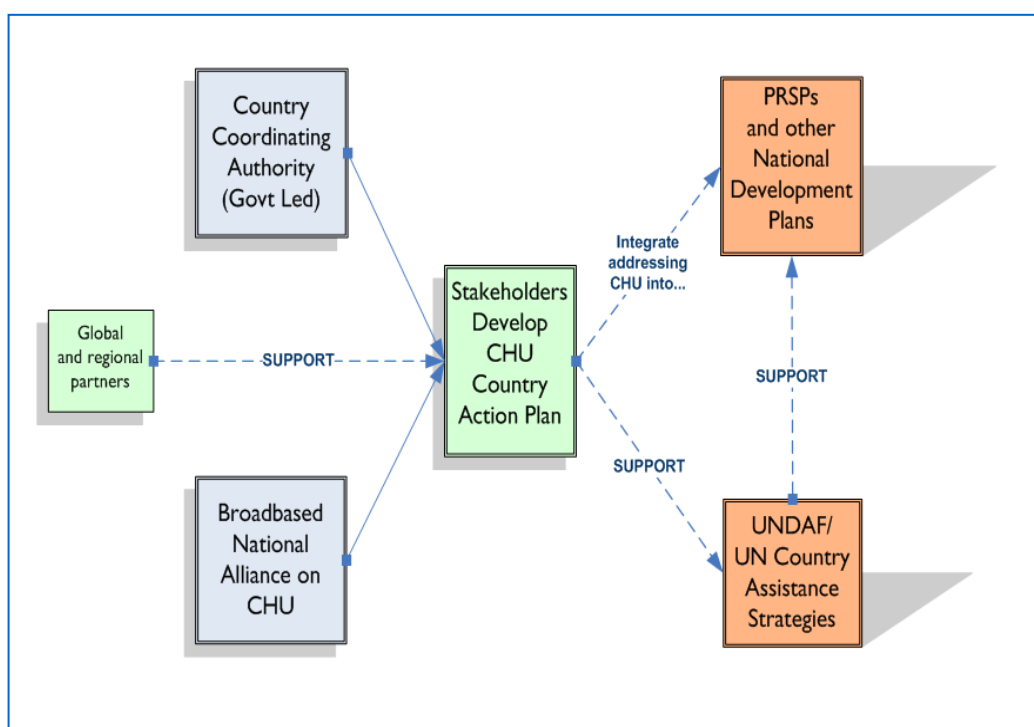 Country
Coordinating
Authority
(Govt Led)
PRSPs
and other
National
Development
Plans
Integrate
addressing
CHU into...
Stakeholders
Develop
CHU
Country
Action Plan
Global
and regional
partners
SUPPORT
SUPPORT
SUPPORT
Broadbased
National
Alliance on
CHU
UNDAF/
UN Country
Assistance
Strategies